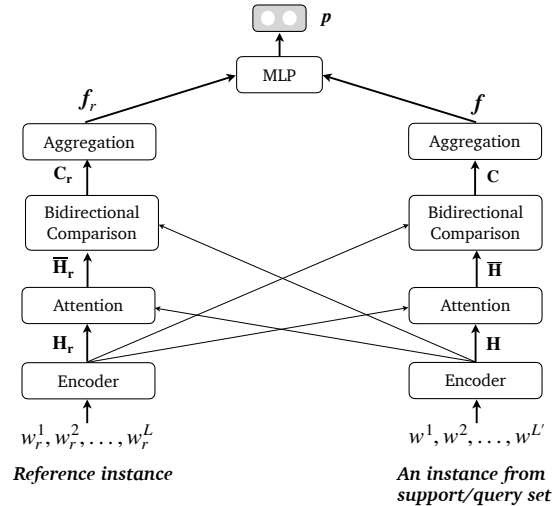 p
MLP
f_r
f
Aggregation
Aggregation
C_r
C
Bidirectional
Comparison
Bidirectional
Comparison
H̅_r
H̅
Attention
Attention
H_r
H
Encoder
Encoder
w_r^1, w_r^2, . . . , w_r^L
w^1, w^2, . . . , w^{L′}
Reference instance
An instance from
support/query set